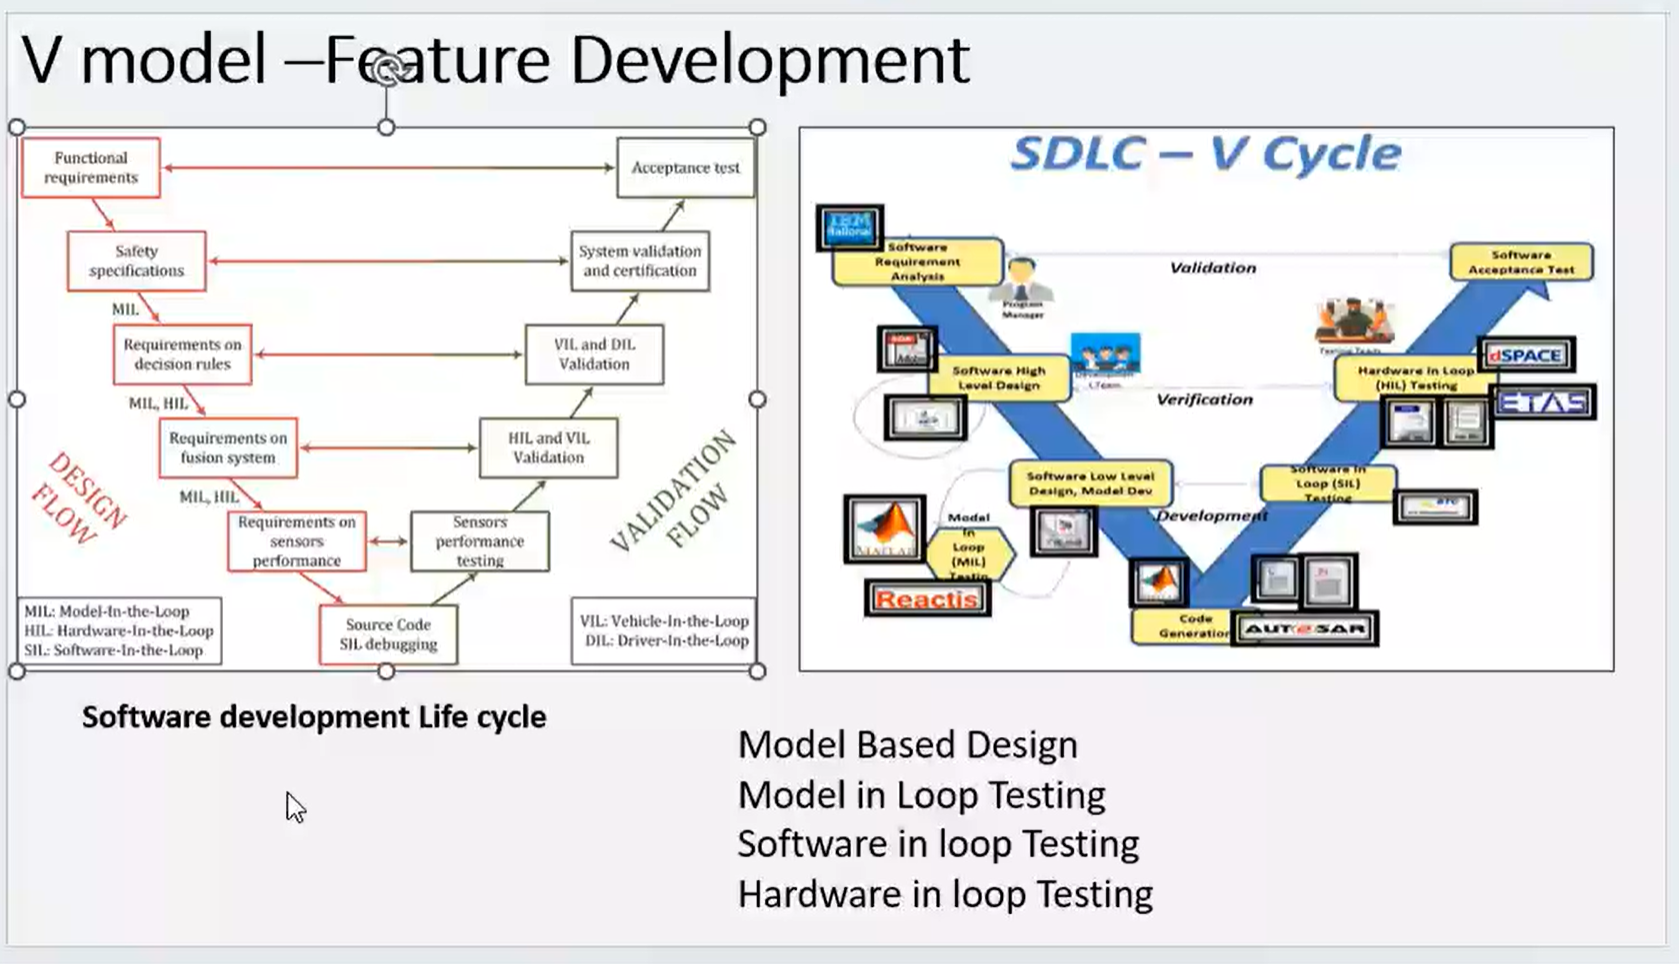 V model –Feature Development
Functional
requirements
Acceptance test
Safety
specifications
System validation
and certification
MIL
Requirements on
decision rules
VIL and DIL
Validation
MIL, HIL
Requirements on
fusion system
HIL and VIL
Validation
DESIGN
FLOW
VALIDATION
FLOW
MIL, HIL
Requirements on
sensors
performance
Sensors
performance
testing
MIL: Model-In-the-Loop
HIL: Hardware-In-the-Loop
SIL: Software-In-the-Loop
Source Code
SIL debugging
VIL: Vehicle-In-the-Loop
DIL: Driver-In-the-Loop
Software development Life cycle
SDLC – V Cycle
IBM
Rational
Software
Requirement
Analysis
Validation
Software
Acceptance Test
Program
Manager
Adobe
Software High
Level Design
Verification
Hardware In Loop
(HIL) Testing
dSPACE
ETAS
Software Low Level
Design, Model Dev
Software In
Loop (SIL)
Testing
Development
MATLAB
Model
In
Loop
(MIL)
Testin
Reactis
Code
Generation
AUTOSAR
Model Based Design
Model in Loop Testing
Software in loop Testing
Hardware in loop Testing